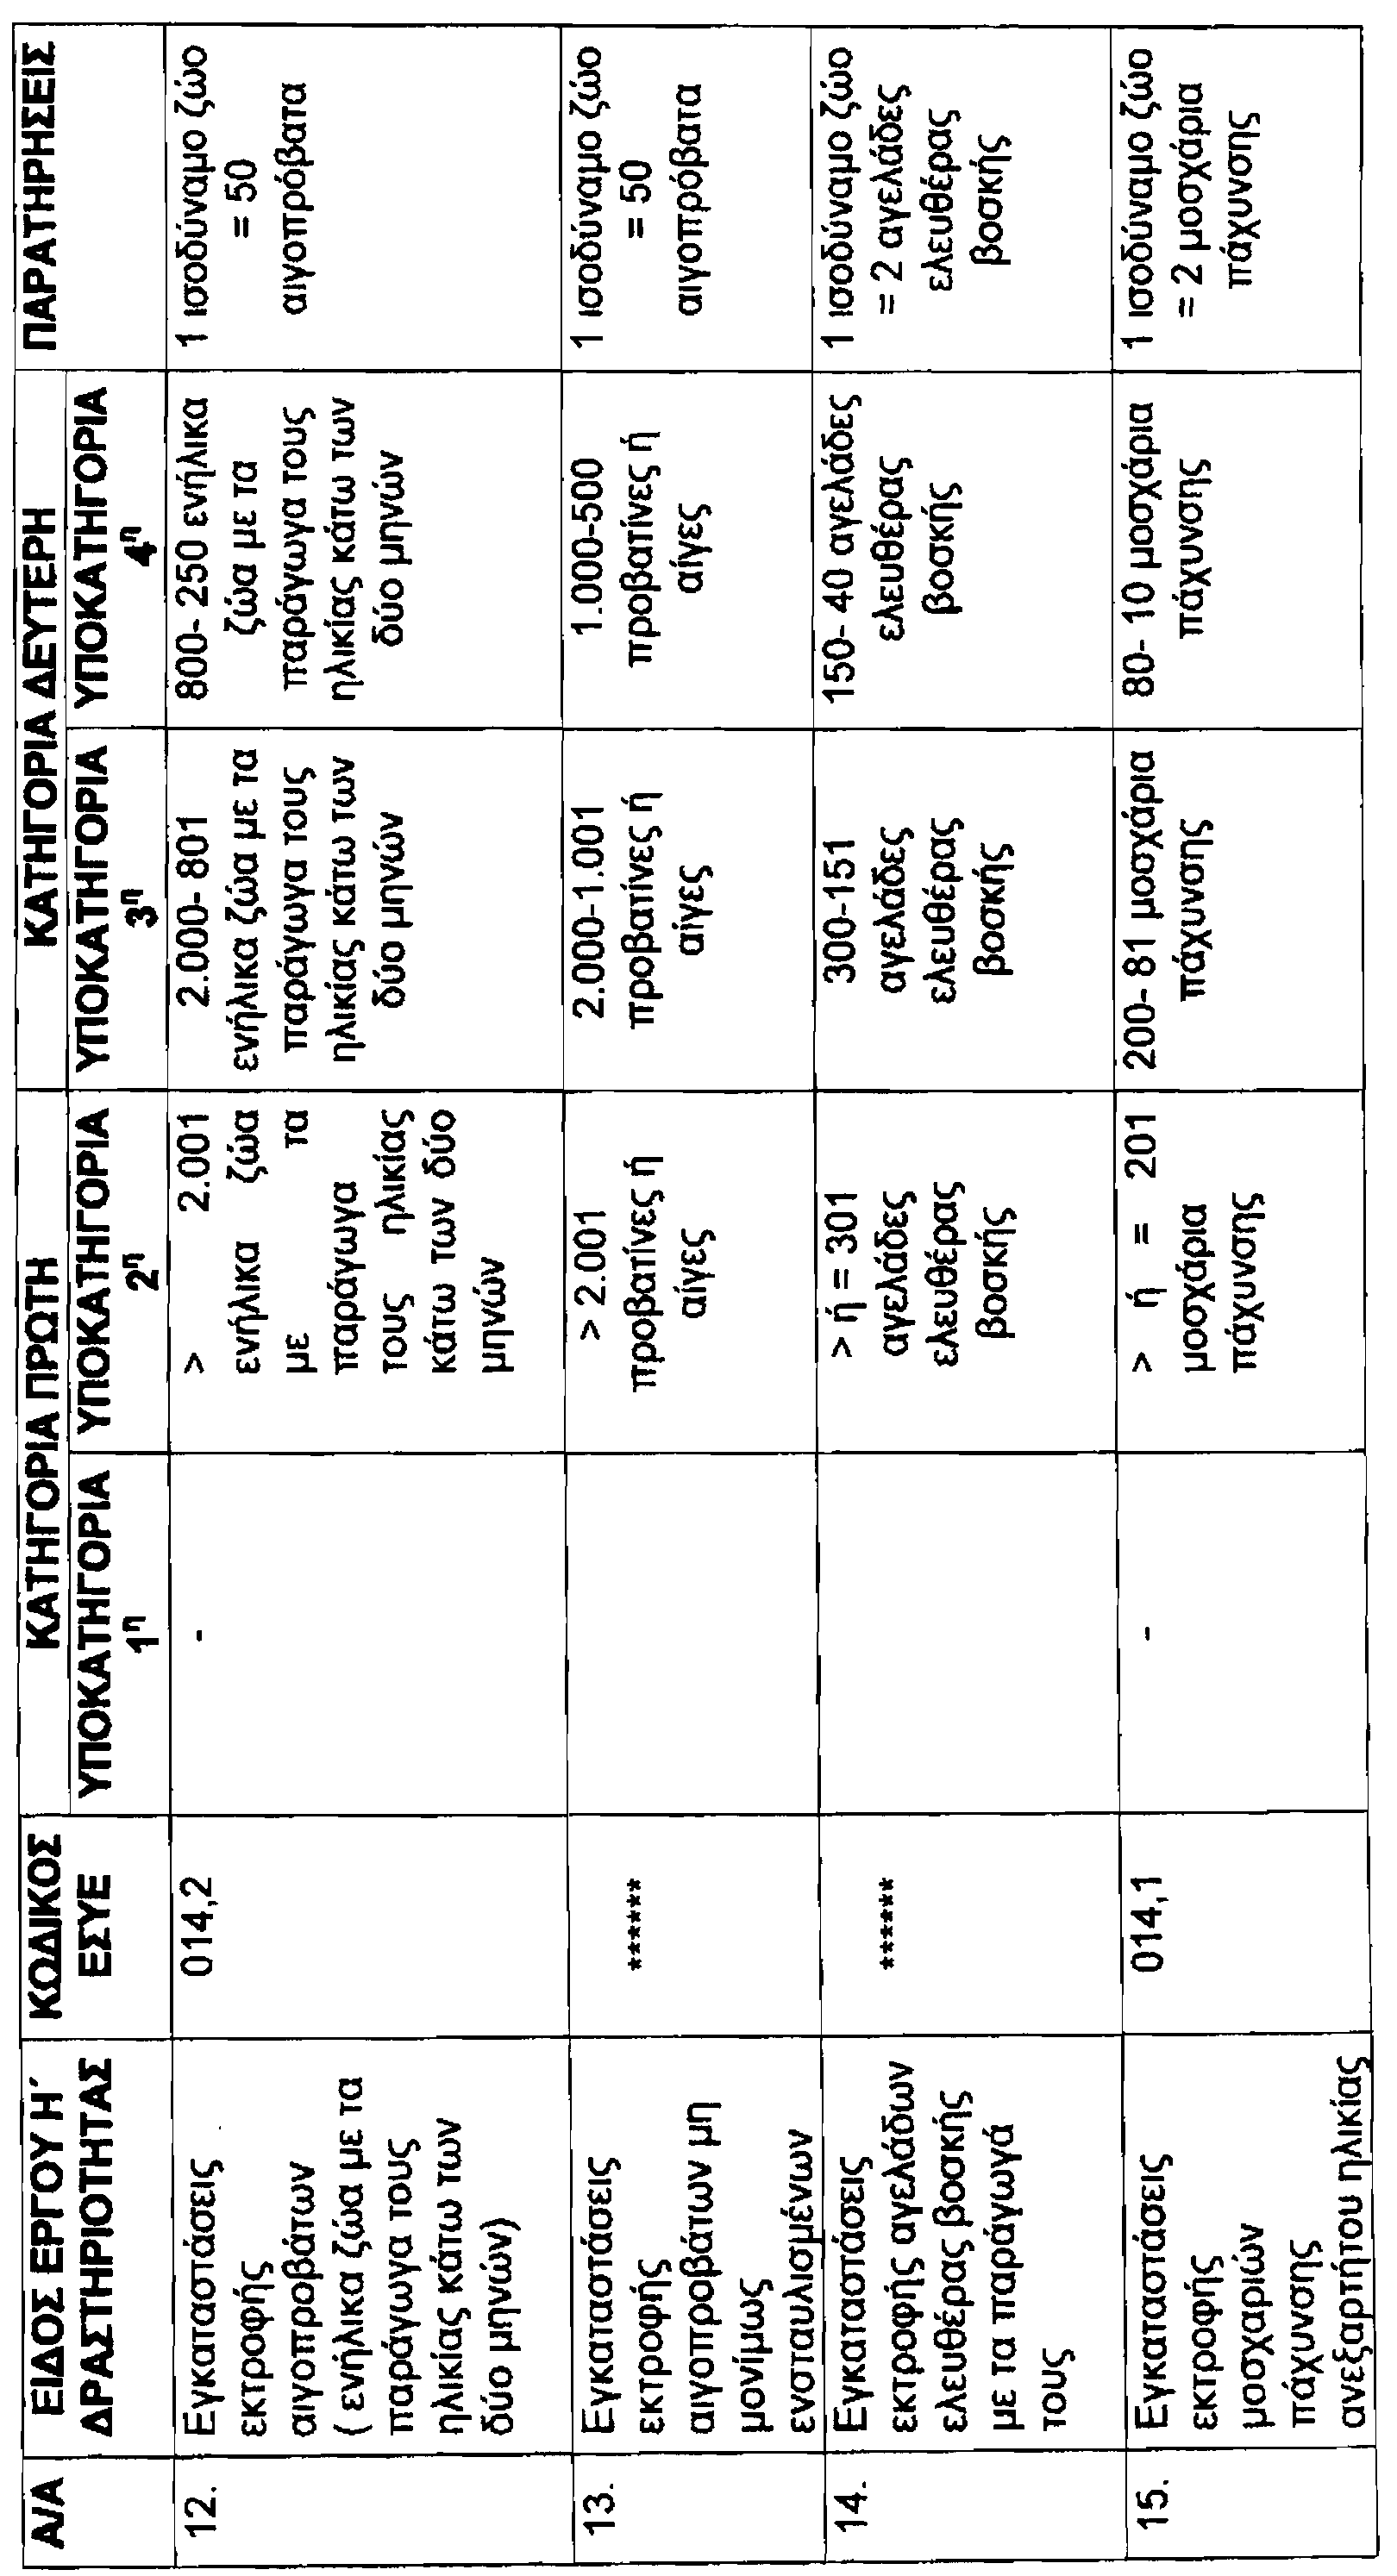 Α/Α
ΕΙΔΟΣ ΕΡΓΟΥ Η΄
ΔΡΑΣΤΗΡΙΟΤΗΤΑΣ
ΚΩΔΙΚΟΣ
ΕΣΥΕ
ΚΑΤΗΓΟΡΙΑ ΠΡΩΤΗ
ΥΠΟΚΑΤΗΓΟΡΙΑ
1η
ΥΠΟΚΑΤΗΓΟΡΙΑ
2η
ΚΑΤΗΓΟΡΙΑ ΔΕΥΤΕΡΗ
ΥΠΟΚΑΤΗΓΟΡΙΑ
3η
ΥΠΟΚΑΤΗΓΟΡΙΑ
4η
ΠΑΡΑΤΗΡΗΣΕΙΣ
12.
Εγκαταστάσεις
εκτροφής
αιγοπροβάτων
( ενήλικα ζώα με τα
παράγωγα τους
ηλικίας κάτω των
δύο μηνών)
014,2
-
> 2.001
ενήλικα ζώα
με τα
παράγωγα
τους ηλικίας
κάτω των δύο
μηνών
2.000- 801
ενήλικα ζώα με τα
παράγωγα τους
ηλικίας κάτω των
δύο μηνών
800- 250 ενήλικα
ζώα με τα
παράγωγα τους
ηλικίας κάτω των
δύο μηνών
1 ισοδύναμο ζώο
= 50
αιγοπρόβατα
13.
Εγκαταστάσεις
εκτροφής
αιγοπροβάτων μη
μονίμως
ενσταυλισμένων
******
> 2.001
προβατίνες ή
αίγες
2.000-1.001
προβατίνες ή
αίγες
1.000-500
προβατίνες ή
αίγες
1 ισοδύναμο ζώο
= 50
αιγοπρόβατα
14.
Εγκαταστάσεις
εκτροφής αγελάδων
ελευθέρας βοσκής
με τα παράγωγά
τους
******
> ή = 301
αγελάδες
ελευθέρας
βοσκής
300-151
αγελάδες
ελευθέρας
βοσκής
150- 40 αγελάδες
ελευθέρας
βοσκής
1 ισοδύναμο ζώο
= 2 αγελάδες
ελευθέρας
βοσκής
15.
Εγκαταστάσεις
εκτροφής
μοσχαριών
πάχυνσης
ανεξαρτήτου ηλικίας
014,1
-
> ή = 201
μοσχάρια
πάχυνσης
200- 81 μοσχάρια
πάχυνσης
80- 10 μοσχάρια
πάχυνσης
1 ισοδύναμο ζώο
= 2 μοσχάρια
πάχυνσης